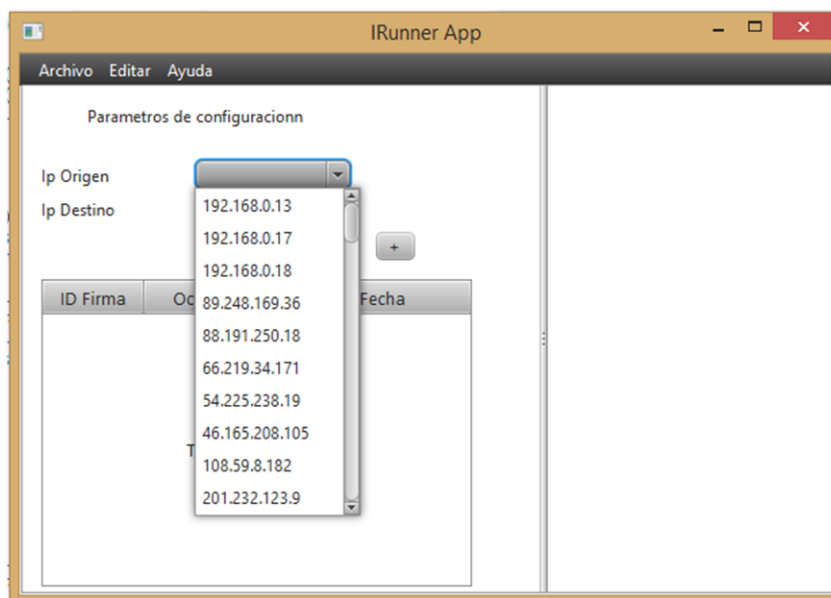 IRunner App
Archivo Editar Ayuda
Parametros de configuracionn
Ip Origen
Ip Destino
192.168.0.13
192.168.0.17
192.168.0.18
89.248.169.36
88.191.250.18
66.219.34.171
54.225.238.19
46.165.208.105
108.59.8.182
201.232.123.9
+
ID Firma Oc Fecha
T